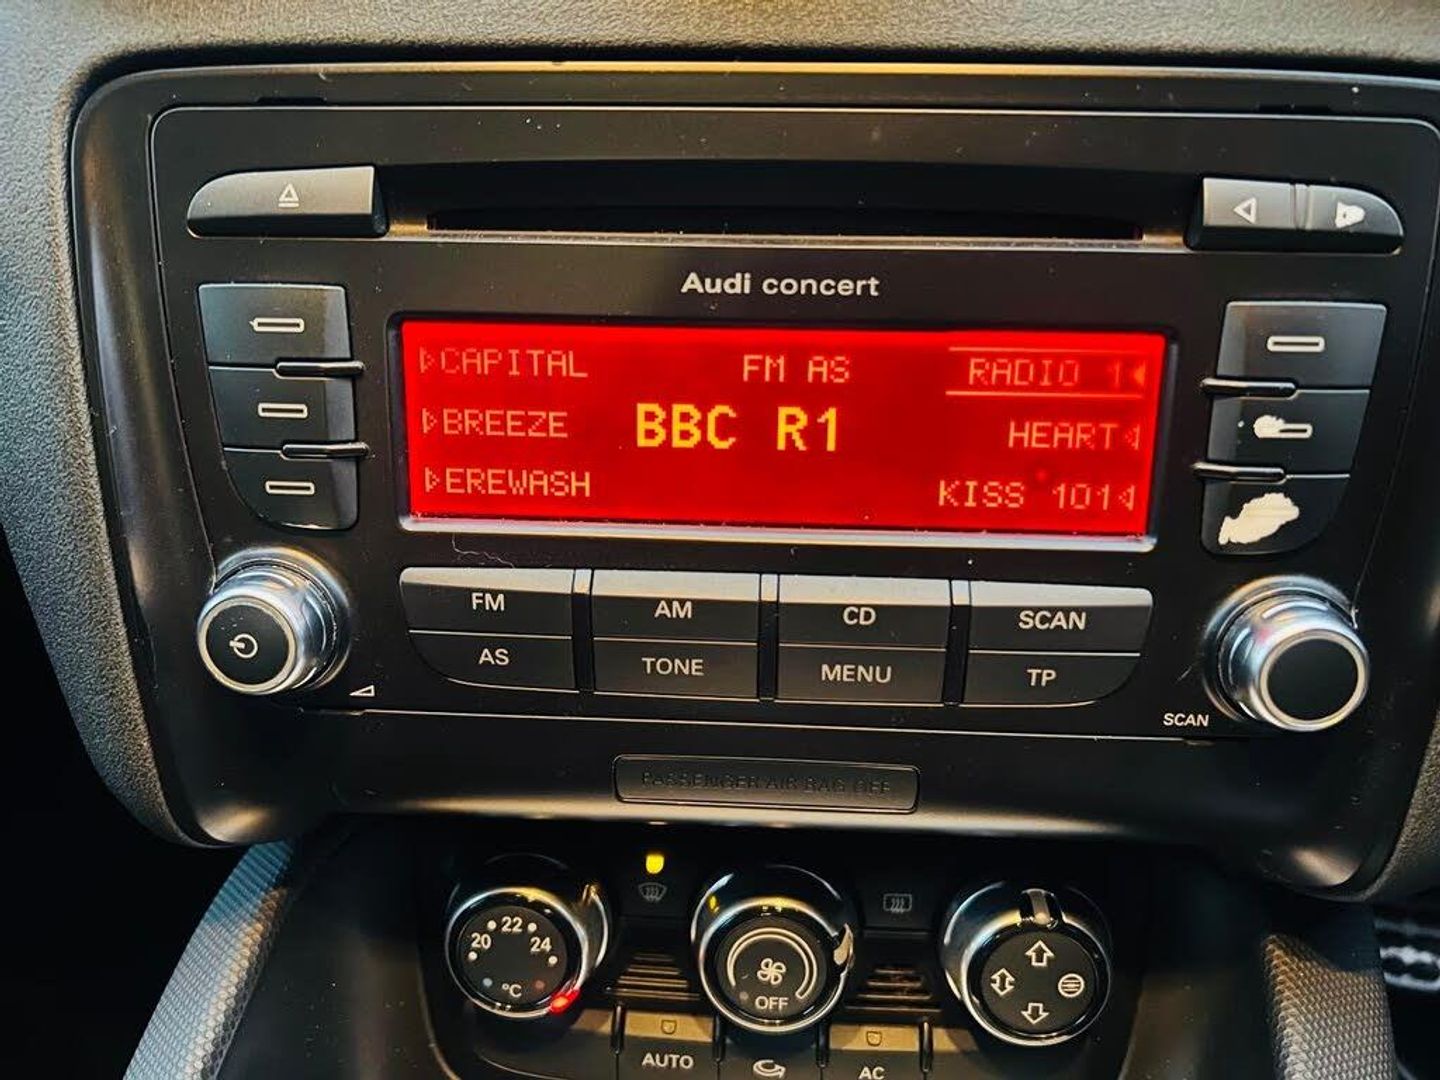 Audi concert
CAPITAL FM AS RADIO 1
BREEZE BBC R1 HEART
EREWASH KISS 101
FM AM CD SCAN
AS TONE MENU TP
SCAN
PASSENGER AIR BAG OFF
20 22 24
°C
OFF
AUTO AC